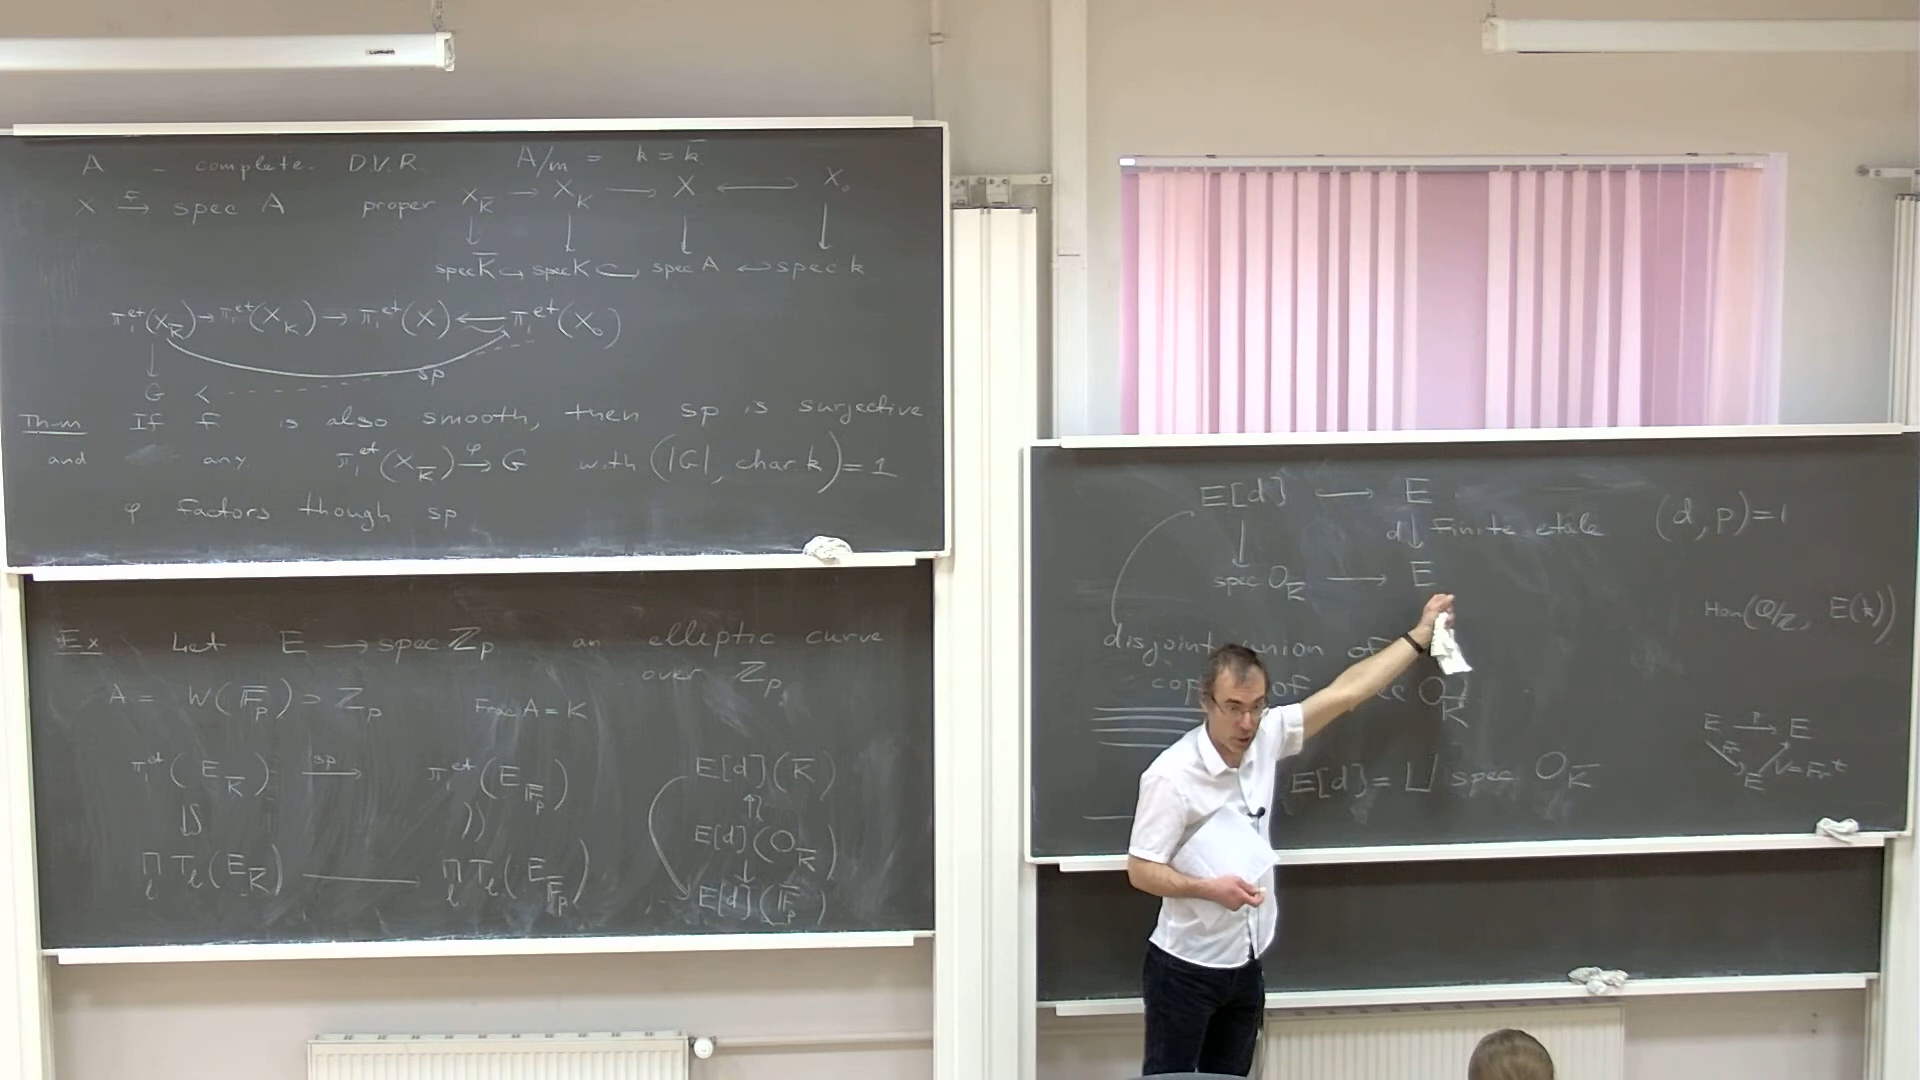 A - complete D.V.R. A/m = k = k̄
X →f spec A proper X_K̄ → X_K → X ← X₀
spec K̄ → spec K ↪ spec A ↩ spec k
π₁^et(X_K̄) → π₁^et(X_K) → π₁^et(X) ← π₁^et(X₀)
sp
G
Thm If f is also smooth, then sp is surjective
and any π₁^et(X_K̄) →φ G with (|G|, char k) = 1
φ factors though sp
Ex Let E → spec Z_p an elliptic curve
over Z_p
A = W(F̄_p) ⊃ Z_p Frac A = K
π₁^et(E_K̄) →sp π₁^et(E_F̄_p)
∏_ℓ T_ℓ(E_K̄) → ∏_ℓ T_ℓ(E_F̄_p)
E[d](K̄)
E[d](O_K̄)
E[d](F̄_p)
E[d] → E
d ↓ finite etale (d, p) = 1
spec O_K̄ → E
Hom(Q/Z, E(k))
disjoint union of
O_K̄
E →p E
Fr V = Fr^t
E
E[d] = ⊔ spec O_K̄